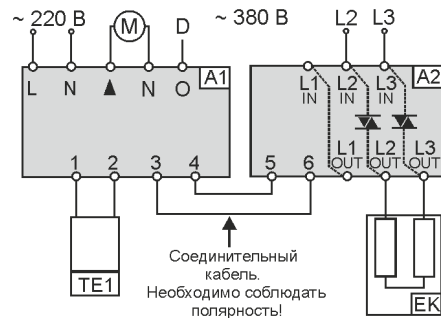 ~ 220 В
M
D
~ 380 В
L2
L3
L
N
N
O
A1
L1
IN
L2
IN
L3
IN
A2
L1
OUT
L2
OUT
L3
OUT
1
2
3
4
5
6
TE1
Соединительный
кабель.
Необходимо соблюдать
полярность!
EK